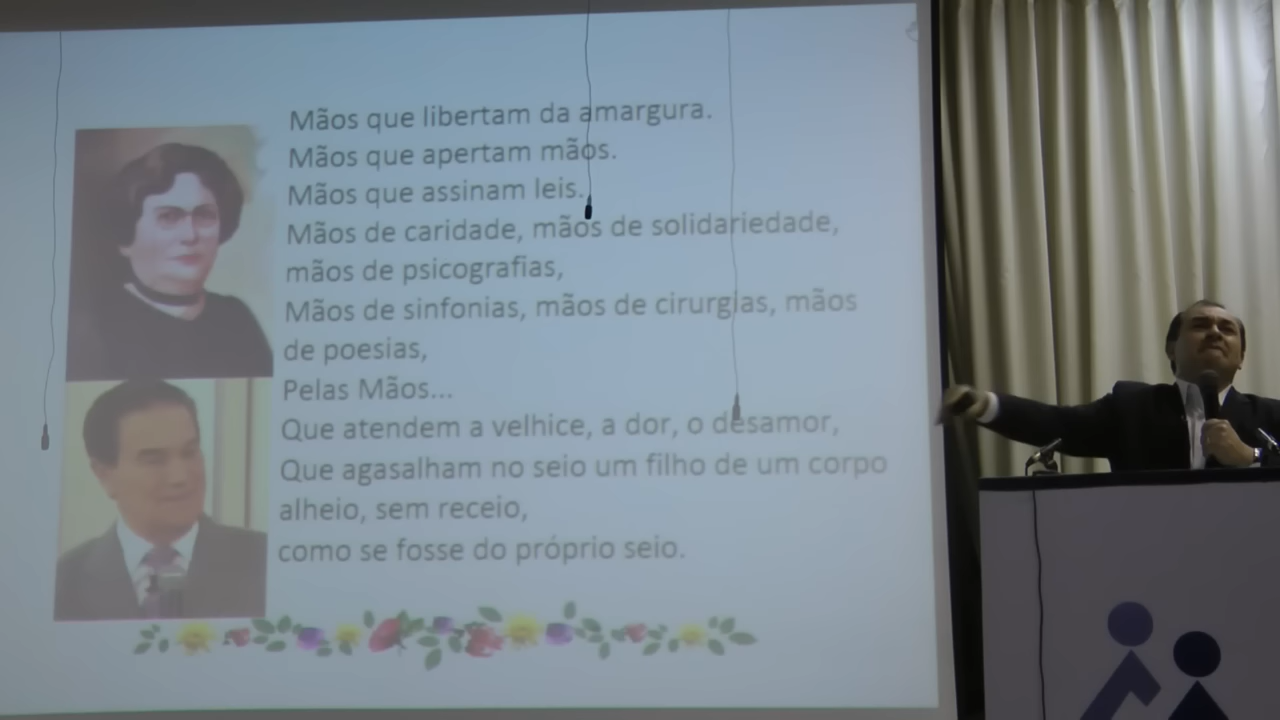 Mãos que libertam da amargura.
Mãos que apertam mãos.
Mãos que assinam leis.
Mãos de caridade, mãos de solidariedade,
mãos de psicografias,
Mãos de sinfonias, mãos de cirurgias, mãos
de poesias,
Pelas Mãos...
Que atendem a velhice, a dor, o desamor,
Que agasalham no seio um filho de um corpo
alheio, sem receio,
como se fosse do próprio seio.